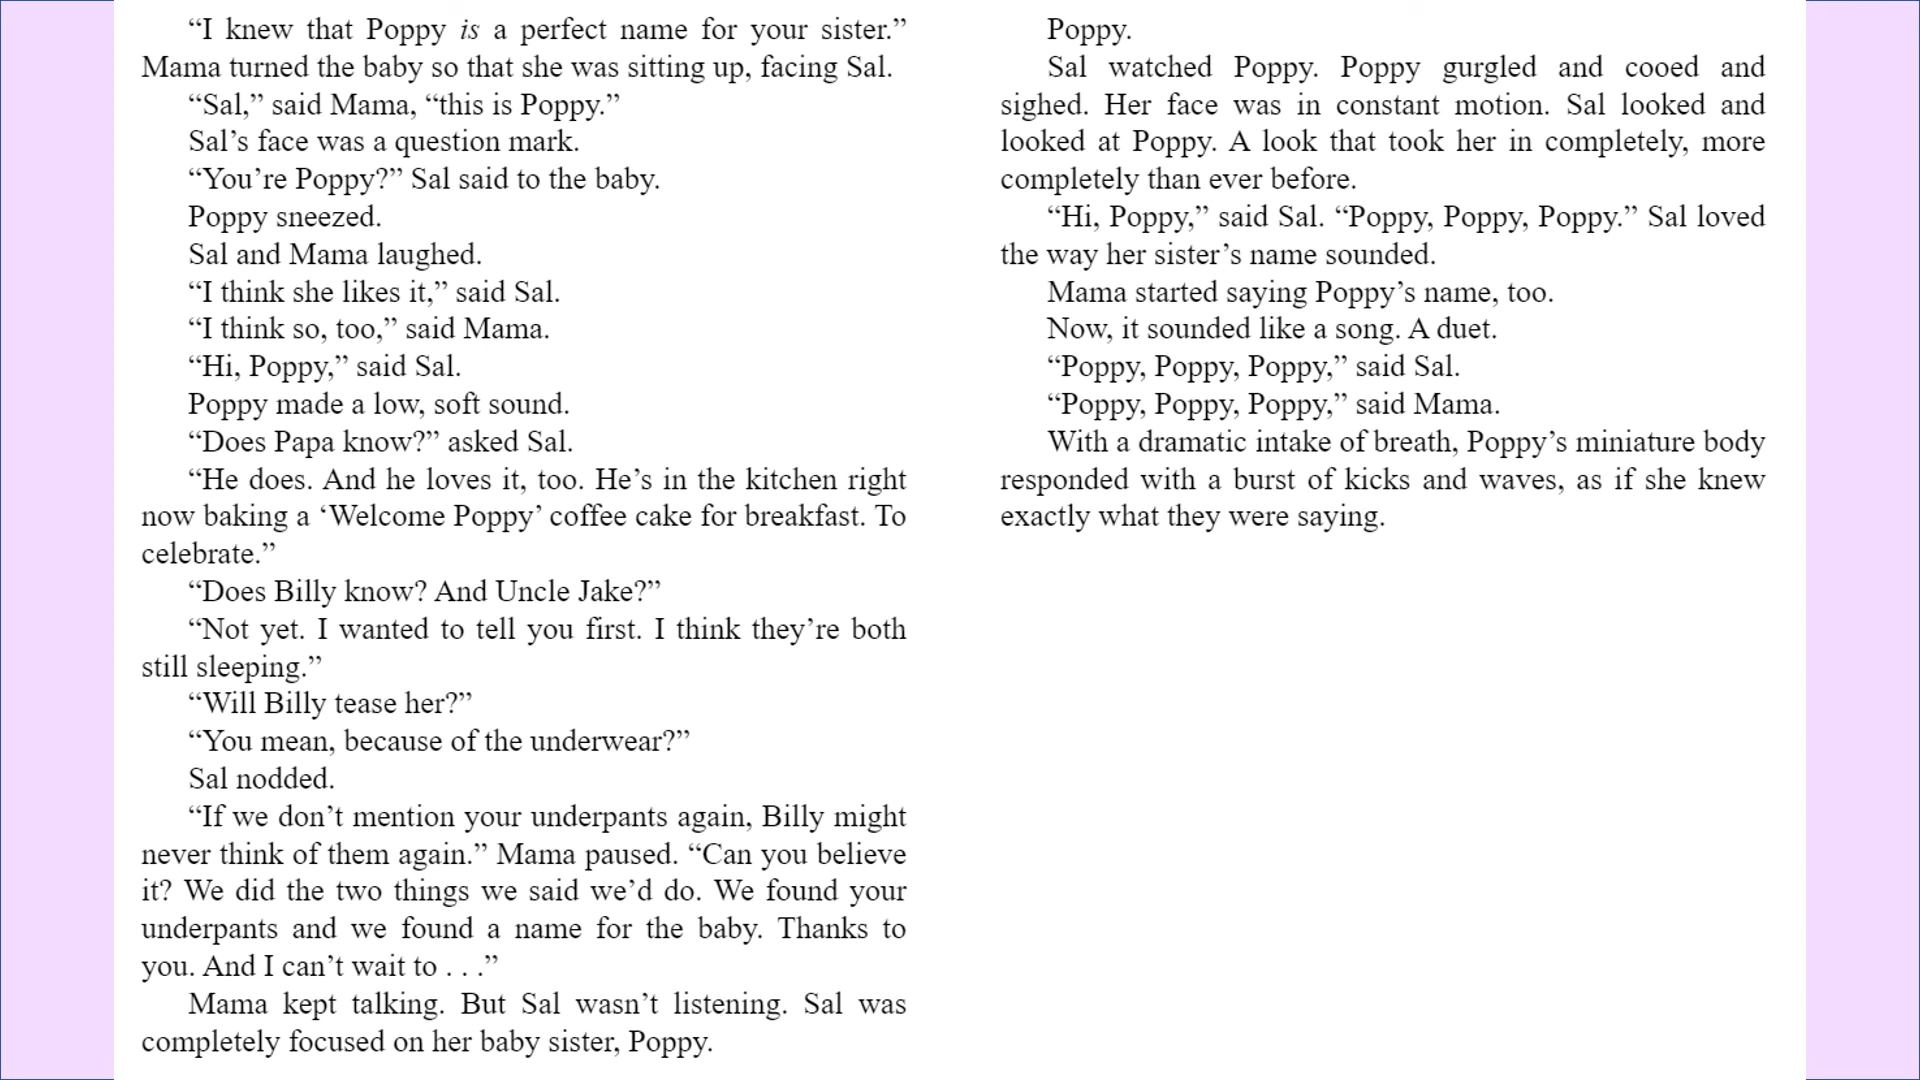 “I knew that Poppy is a perfect name for your sister.”
Mama turned the baby so that she was sitting up, facing Sal.
“Sal,” said Mama, “this is Poppy.”
Sal’s face was a question mark.
“You’re Poppy?” Sal said to the baby.
Poppy sneezed.
Sal and Mama laughed.
“I think she likes it,” said Sal.
“I think so, too,” said Mama.
“Hi, Poppy,” said Sal.
Poppy made a low, soft sound.
“Does Papa know?” asked Sal.
“He does. And he loves it, too. He’s in the kitchen right
now baking a ‘Welcome Poppy’ coffee cake for breakfast. To
celebrate.”
“Does Billy know? And Uncle Jake?”
“Not yet. I wanted to tell you first. I think they’re both
still sleeping.”
“Will Billy tease her?”
“You mean, because of the underwear?”
Sal nodded.
“If we don’t mention your underpants again, Billy might
never think of them again.” Mama paused. “Can you believe
it? We did the two things we said we’d do. We found your
underpants and we found a name for the baby. Thanks to
you. And I can’t wait to . . .”
Mama kept talking. But Sal wasn’t listening. Sal was
completely focused on her baby sister, Poppy.
Poppy.
Sal watched Poppy. Poppy gurgled and cooed and
sighed. Her face was in constant motion. Sal looked and
looked at Poppy. A look that took her in completely, more
completely than ever before.
“Hi, Poppy,” said Sal. “Poppy, Poppy, Poppy.” Sal loved
the way her sister’s name sounded.
Mama started saying Poppy’s name, too.
Now, it sounded like a song. A duet.
“Poppy, Poppy, Poppy,” said Sal.
“Poppy, Poppy, Poppy,” said Mama.
With a dramatic intake of breath, Poppy’s miniature body
responded with a burst of kicks and waves, as if she knew
exactly what they were saying.